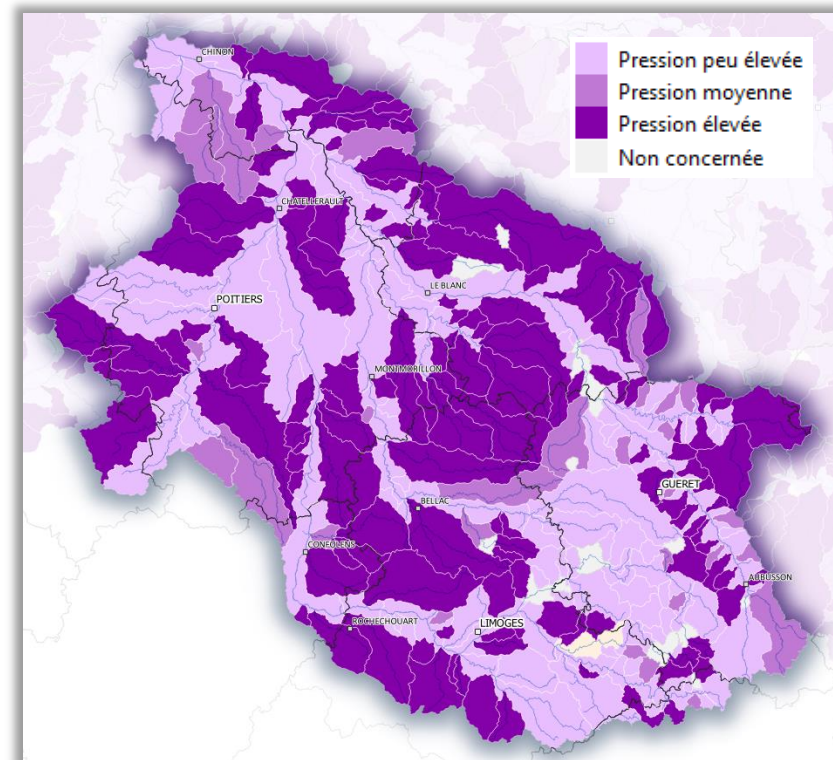 CHINON
Pression peu élevée
Pression moyenne
Pression élevée
Non concernée
CHATELLERAULT
LE BLANC
POITIERS
MONTMORILLON
GUERET
BELLAC
CONFOLENS
AUBUSSON
ROCHECHOUART
LIMOGES